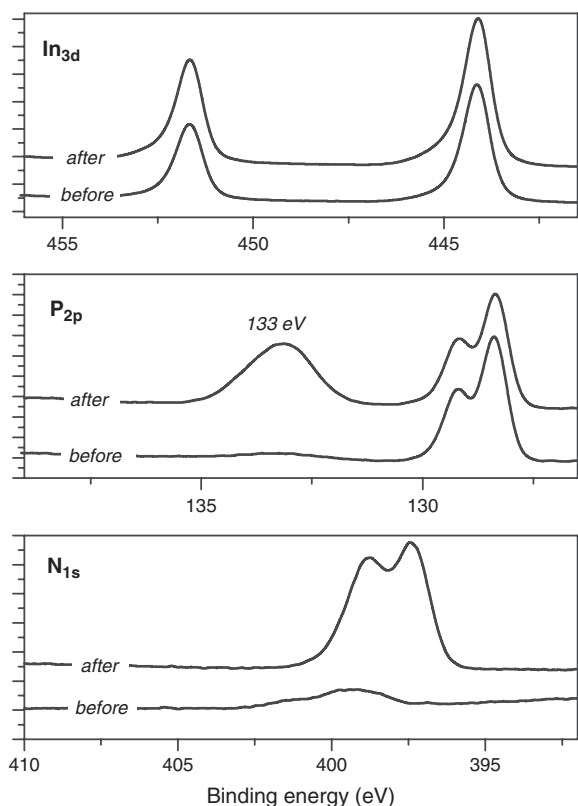 In3d
after
before
455 450 445
P2p
133 eV
after
before
135 130
N1s
after
before
410 405 400 395
Binding energy (eV)